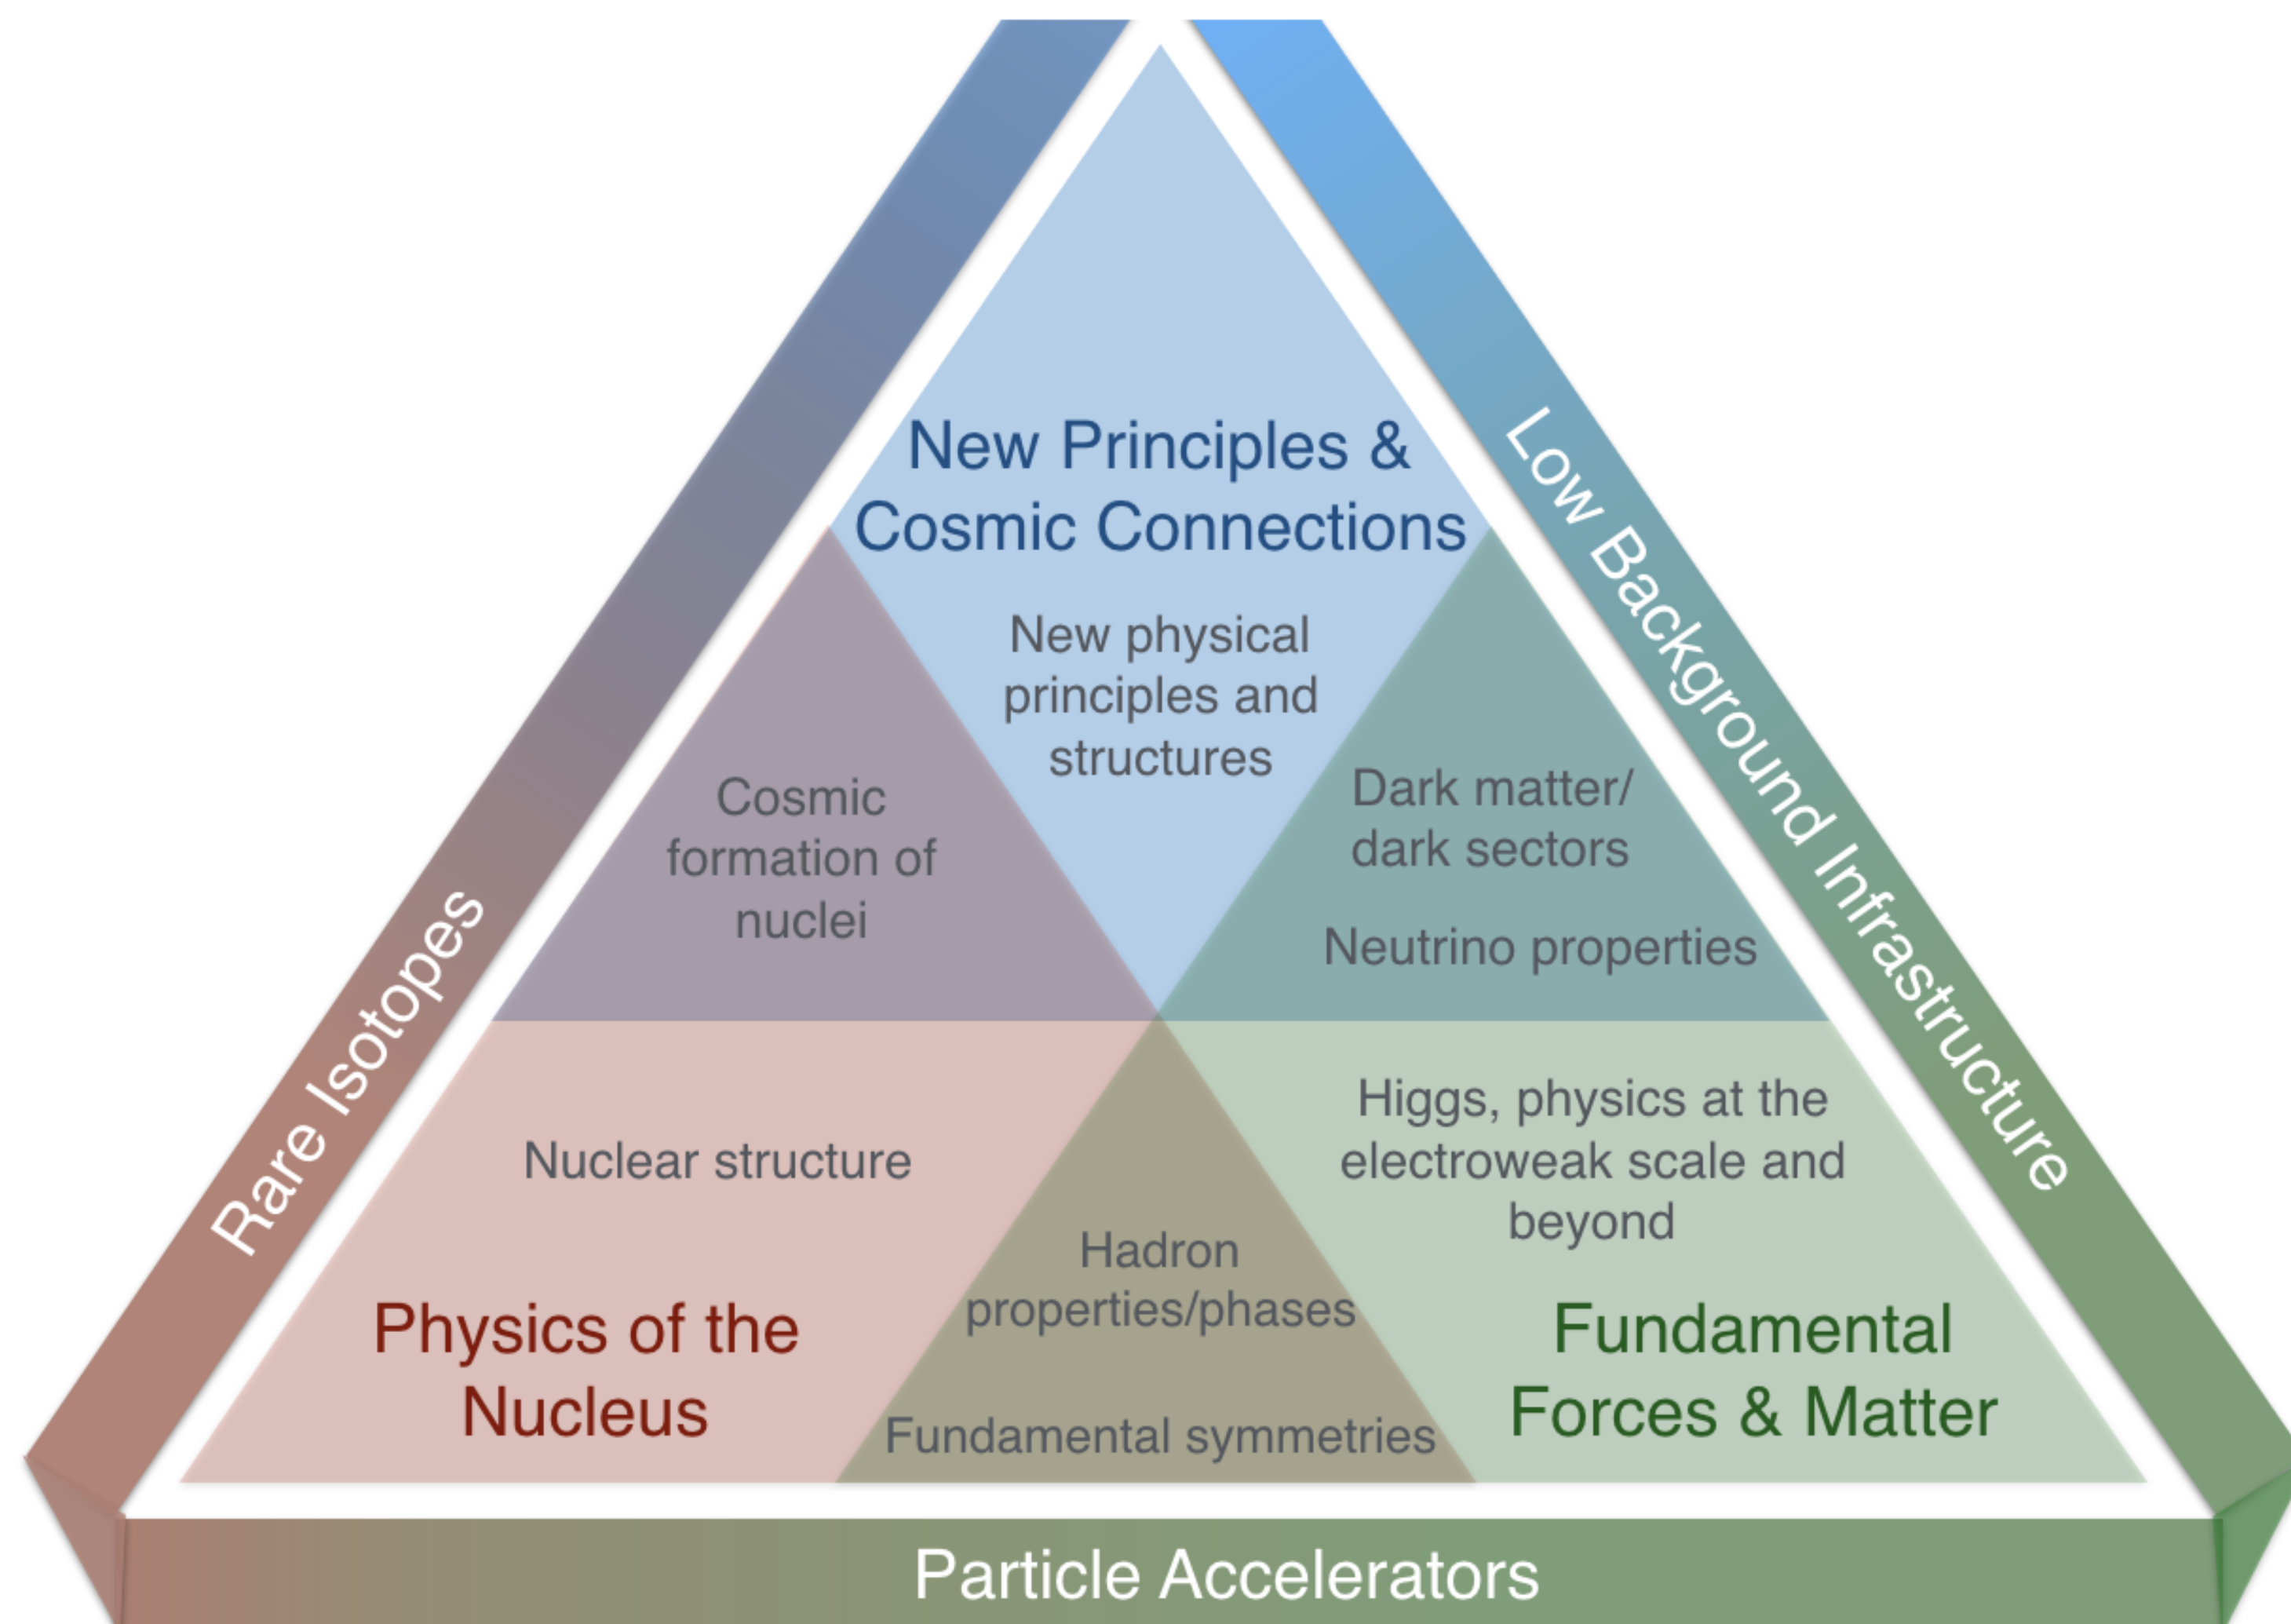 New Principles &
Cosmic Connections
New physical
principles and
structures
Cosmic
formation of
nuclei
Dark matter/
dark sectors
Neutrino properties
Nuclear structure
Physics of the
Nucleus
Hadron
properties/phases
Fundamental symmetries
Higgs, physics at the
electroweak scale and
beyond
Fundamental
Forces & Matter
Rare Isotopes
Low Background Infrastructure
Particle Accelerators